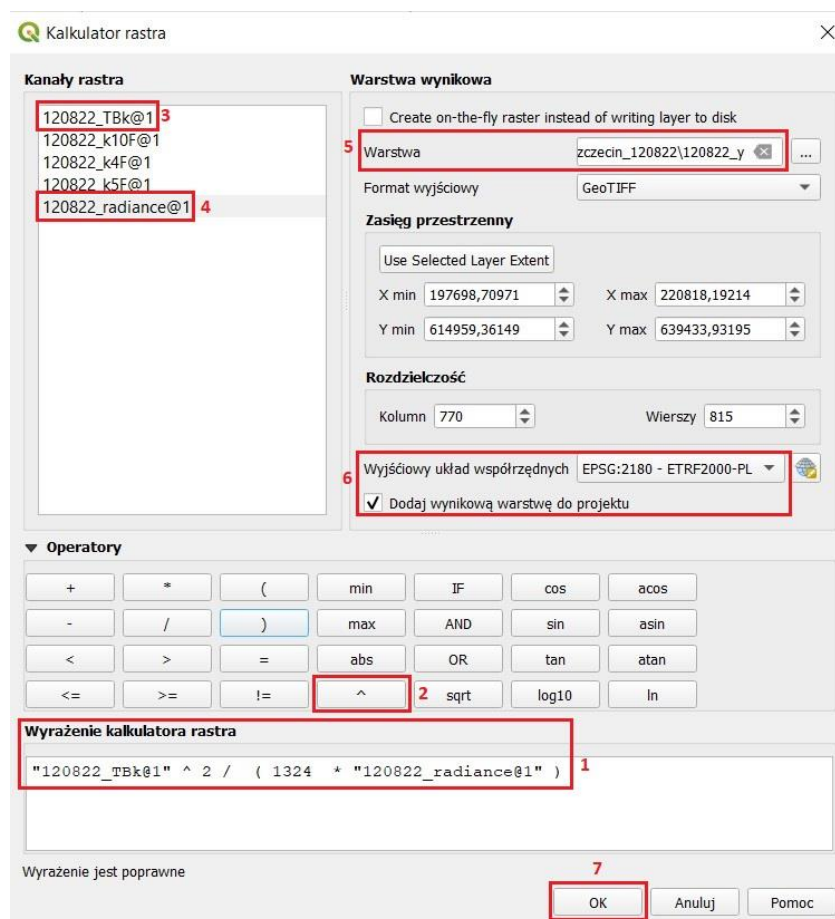 Kalkulator rastra
Kanały rastra
120822_TBk@1 3
120822_k10F@1
120822_k4F@1
120822_k5F@1
120822_radiance@1 4
Warstwa wynikowa
Create on-the-fly raster instead of writing layer to disk
5 Warstwa zczecin_120822\120822_y ...
Format wyjściowy GeoTIFF
Zasięg przestrzenny
Use Selected Layer Extent
X min 197698,70971 X max 220818,19214
Y min 614959,36149 Y max 639433,93195
Rozdzielczość
Kolumn 770 Wierszy 815
6 Wyjśćiowy układ współrzędnych EPSG:2180 - ETRF2000-PL
Dodaj wynikową warstwę do projektu
Operatory
+ * ( min IF cos acos
- / ) max AND sin asin
< > = abs OR tan atan
<= >= != ^ 2 sqrt log10 ln
Wyrażenie kalkulatora rastra
"120822_TBk@1" ^ 2 / ( 1324 * "120822_radiance@1" ) 1
Wyrażenie jest poprawne
7
OK Anuluj Pomoc